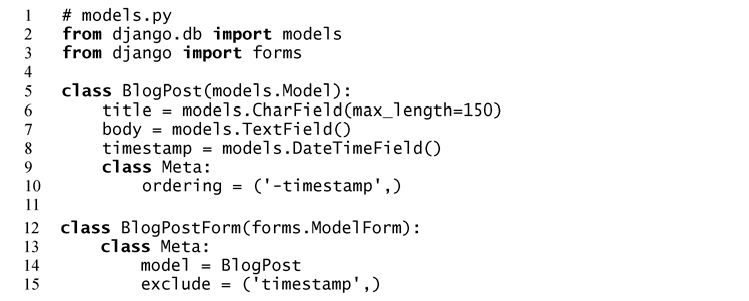 1 # models.py
2 from django.db import models
3 from django import forms
4
5 class BlogPost(models.Model):
6     title = models.CharField(max_length=150)
7     body = models.TextField()
8     timestamp = models.DateTimeField()
9     class Meta:
10         ordering = ('-timestamp',)
11
12 class BlogPostForm(forms.ModelForm):
13     class Meta:
14         model = BlogPost
15         exclude = ('timestamp',)